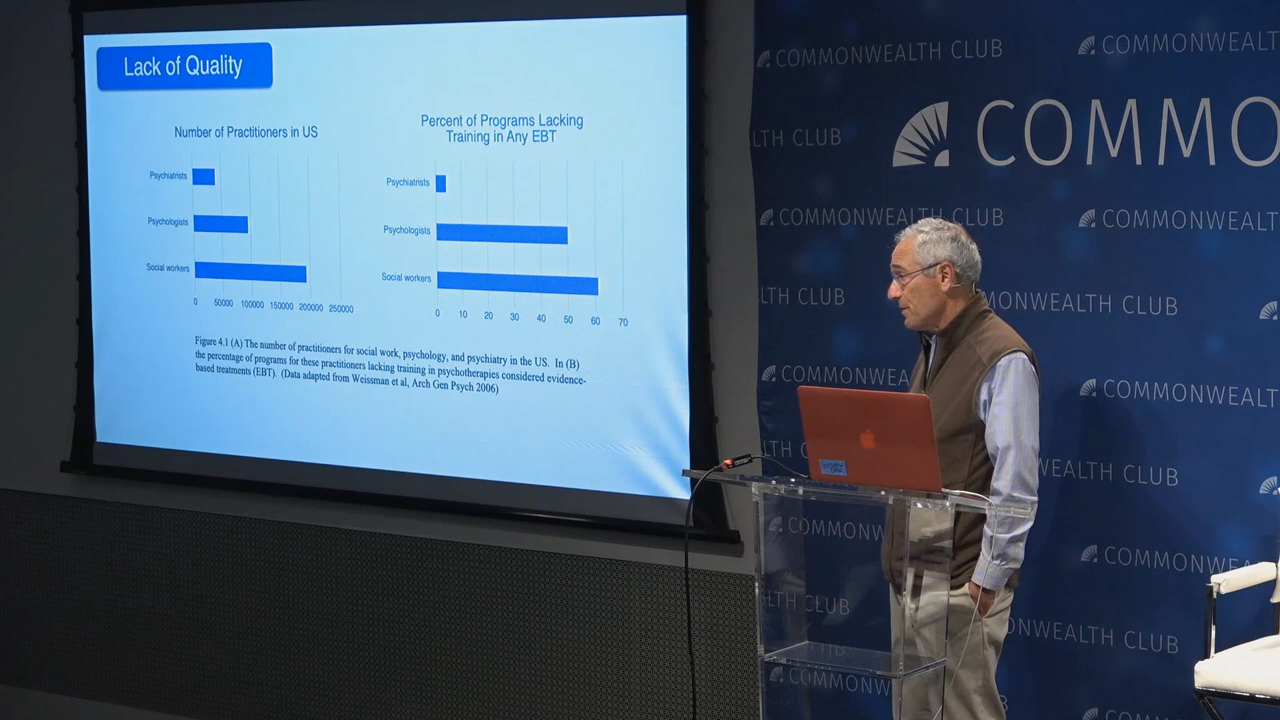 Lack of Quality
Number of Practitioners in US
Psychiatrists
Psychologists
Social workers
0 50000 100000 150000 200000 250000
Percent of Programs Lacking
Training in Any EBT
Psychiatrists
Psychologists
Social workers
0 10 20 30 40 50 60 70
Figure 4.1 (A) The number of practitioners for social work, psychology, and psychiatry in the US. In (B)
the percentage of programs for these practitioners lacking training in psychotherapies considered evidence-
based treatments (EBT). (Data adapted from Weissman et al, Arch Gen Psych 2006)
COMMONWEALTH CLUB
COMMONWEALT
COMMO
LTH CLUB
COMMONWEALTH CLUB
COMMONWEALT
LTH CLUB
MONWEALTH CLUB
COMMONWEA
COMMONWEALT
LTH C
WEALTH CLUB
COMMONW
COMMONWEA
LTH CLUB
ONWEALTH CLUB
COMMONW
COMMONWEA